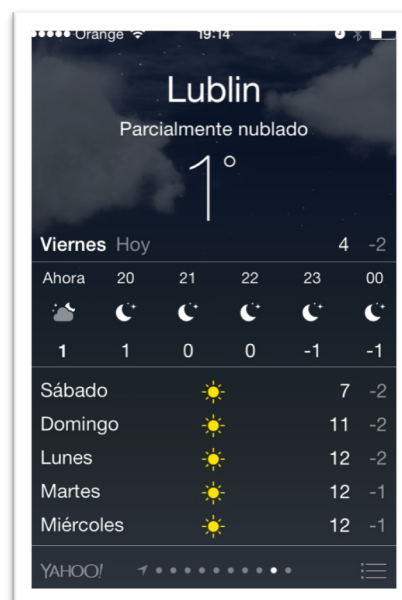 Orange 19:14
Lublin
Parcialmente nublado
1°
Viernes Hoy 4 -2
Ahora 20 21 22 23 00
1 1 0 0 -1 -1
Sábado 7 -2
Domingo 11 -2
Lunes 12 -2
Martes 12 -1
Miércoles 12 -1
YAHOO!